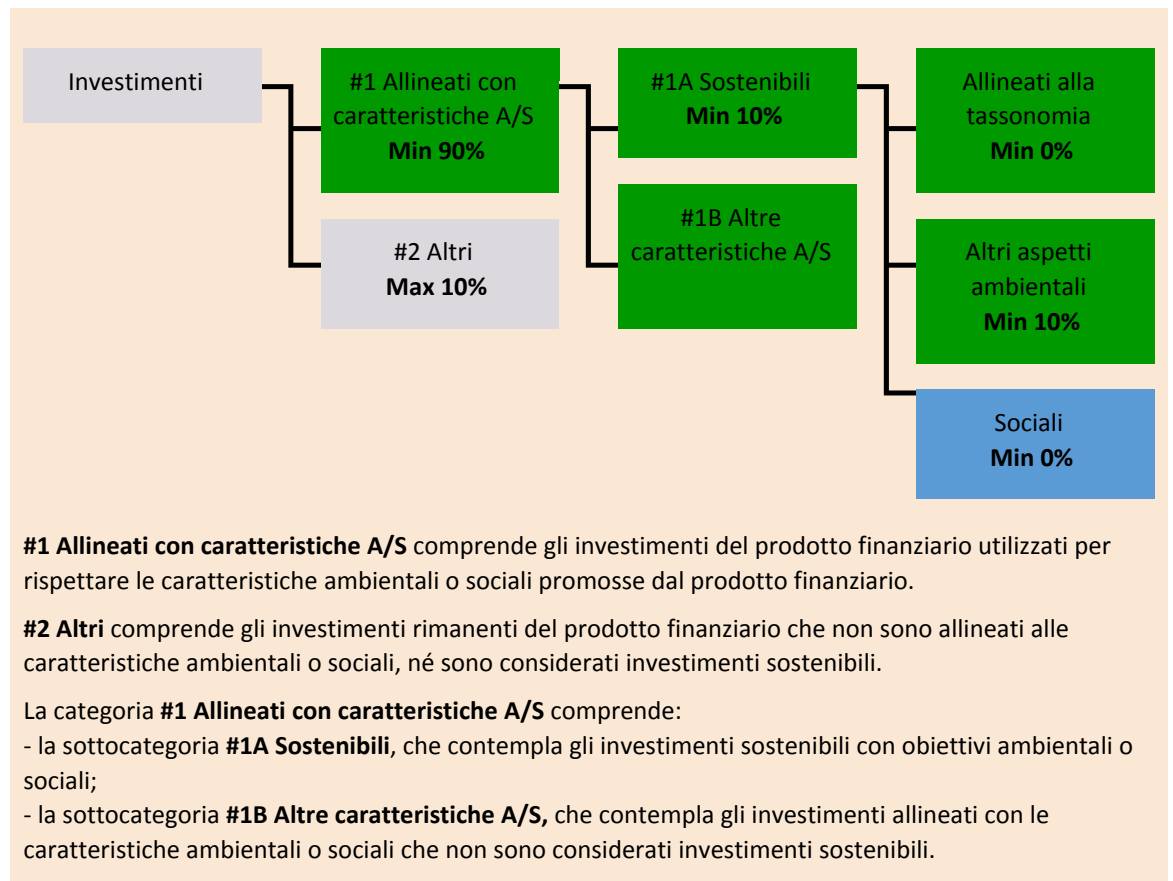 Investimenti
#1 Allineati con
caratteristiche A/S
Min 90%
#2 Altri
Max 10%
#1A Sostenibili
Min 10%
#1B Altre
caratteristiche A/S
Allineati alla
tassonomia
Min 0%
Altri aspetti
ambientali
Min 10%
Sociali
Min 0%
#1 Allineati con caratteristiche A/S comprende gli investimenti del prodotto finanziario utilizzati per
rispettare le caratteristiche ambientali o sociali promosse dal prodotto finanziario.
#2 Altri comprende gli investimenti rimanenti del prodotto finanziario che non sono allineati alle
caratteristiche ambientali o sociali, né sono considerati investimenti sostenibili.
La categoria #1 Allineati con caratteristiche A/S comprende:
- la sottocategoria #1A Sostenibili, che contempla gli investimenti sostenibili con obiettivi ambientali o
sociali;
- la sottocategoria #1B Altre caratteristiche A/S, che contempla gli investimenti allineati con le
caratteristiche ambientali o sociali che non sono considerati investimenti sostenibili.